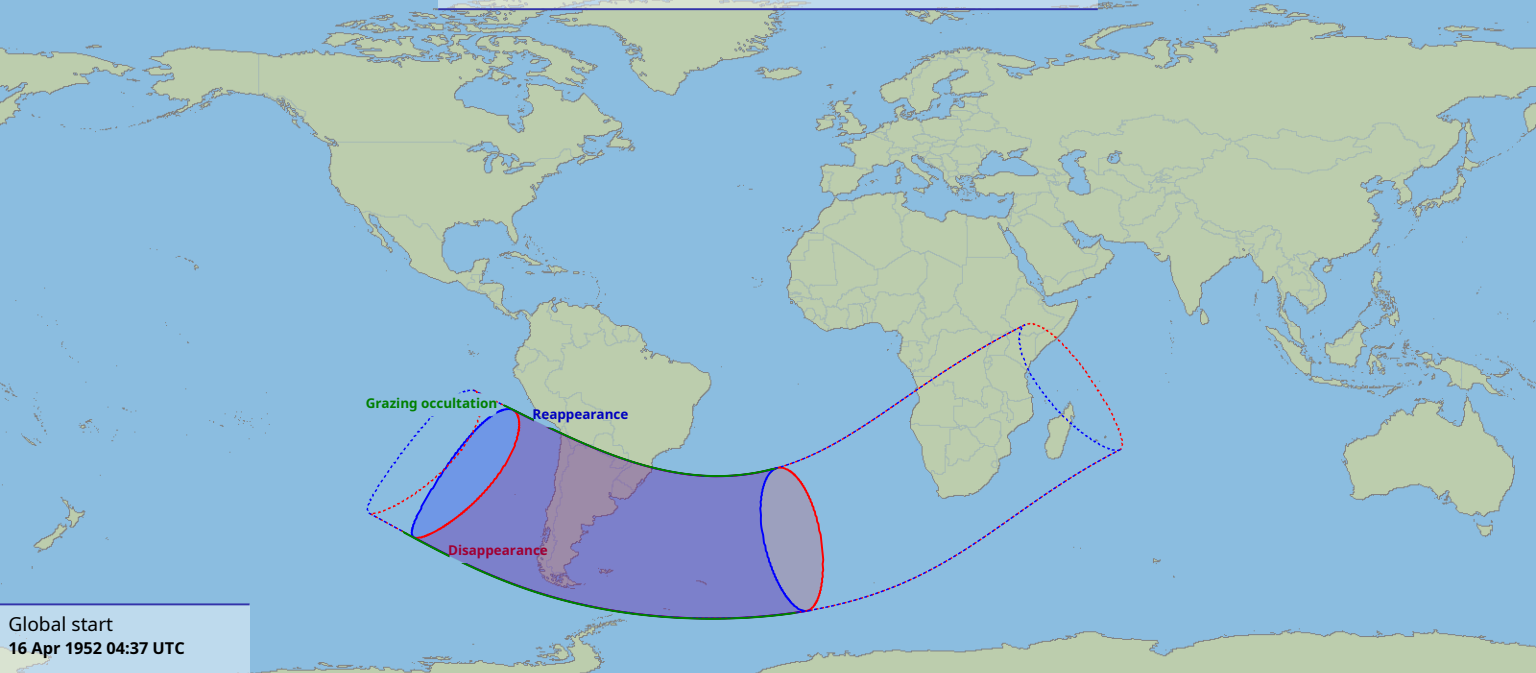 Grazing occultation
Reappearance
Disappearance
Global start
16 Apr 1952 04:37 UTC